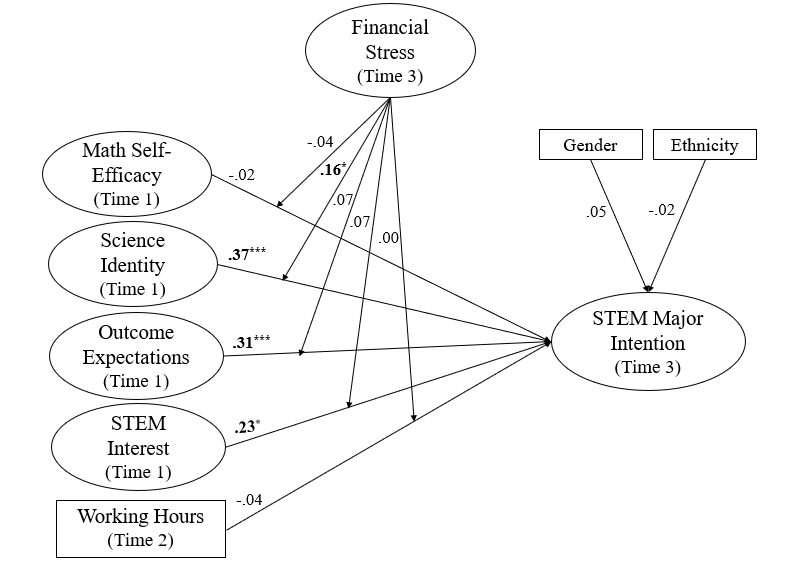 Financial
Stress
(Time 3)
Gender
Ethnicity
Math Self-
Efficacy
(Time 1)
-.02
-.04
.16*
.07
.07
.00
.05
-.02
Science
Identity
(Time 1)
.37***
Outcome
Expectations
(Time 1)
.31***
STEM Major
Intention
(Time 3)
STEM
Interest
(Time 1)
.23*
Working Hours
(Time 2)
-.04